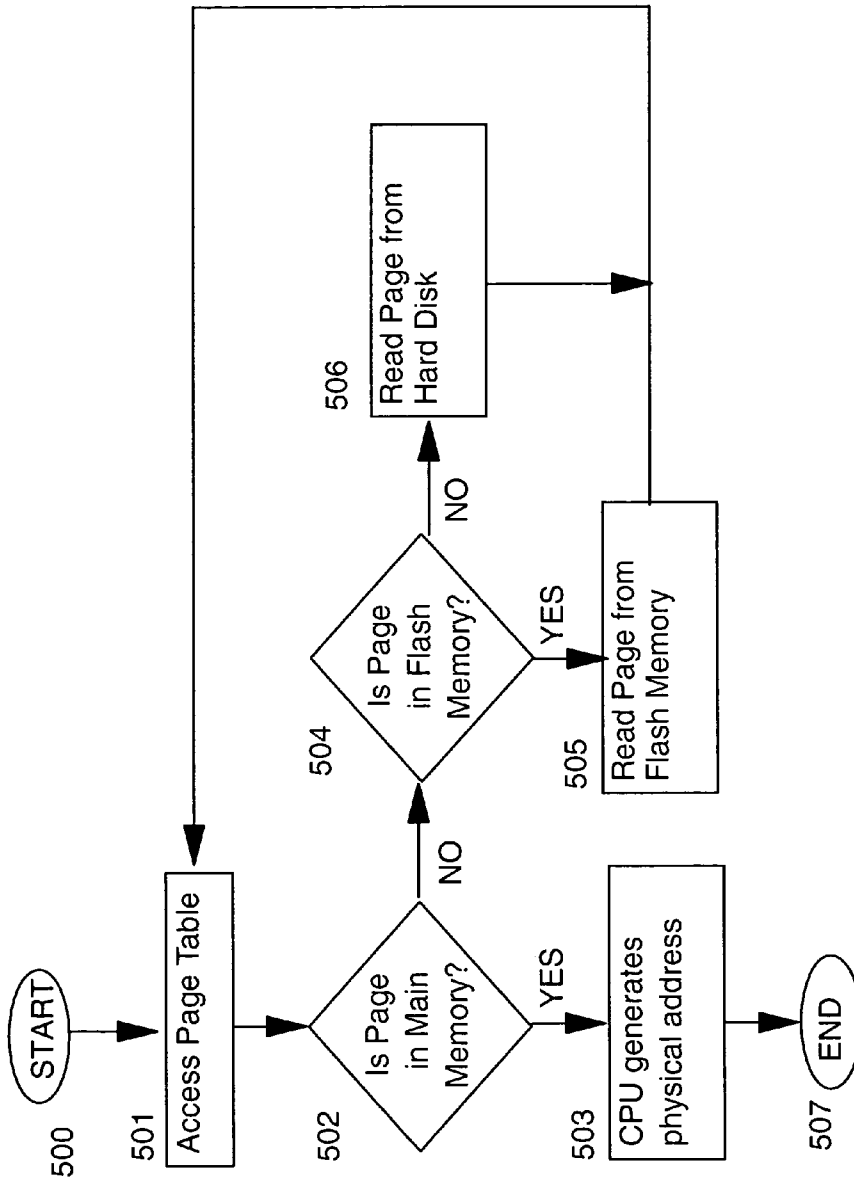 500
START
501
Access Page Table
502
Is Page
in Main
Memory?
NO
YES
503
CPU generates
physical address
507
END
504
Is Page
in Flash
Memory?
NO
YES
505
Read Page from
Flash Memory
506
Read Page from
Hard Disk